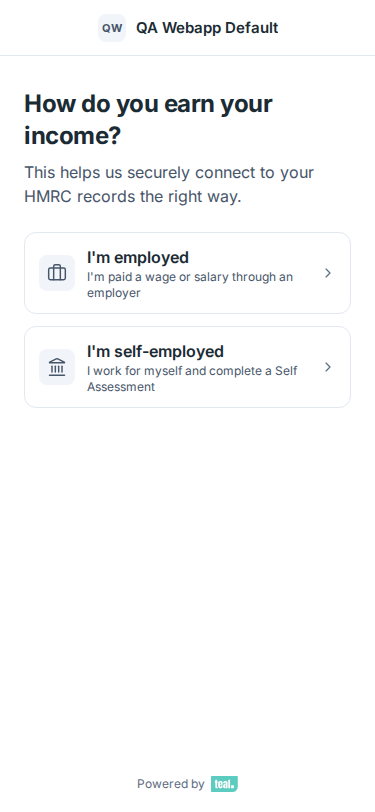 QW QA Webapp Default
How do you earn your
income?
This helps us securely connect to your
HMRC records the right way.
I'm employed
I'm paid a wage or salary through an
employer
I'm self-employed
I work for myself and complete a Self
Assessment
Powered by teal.